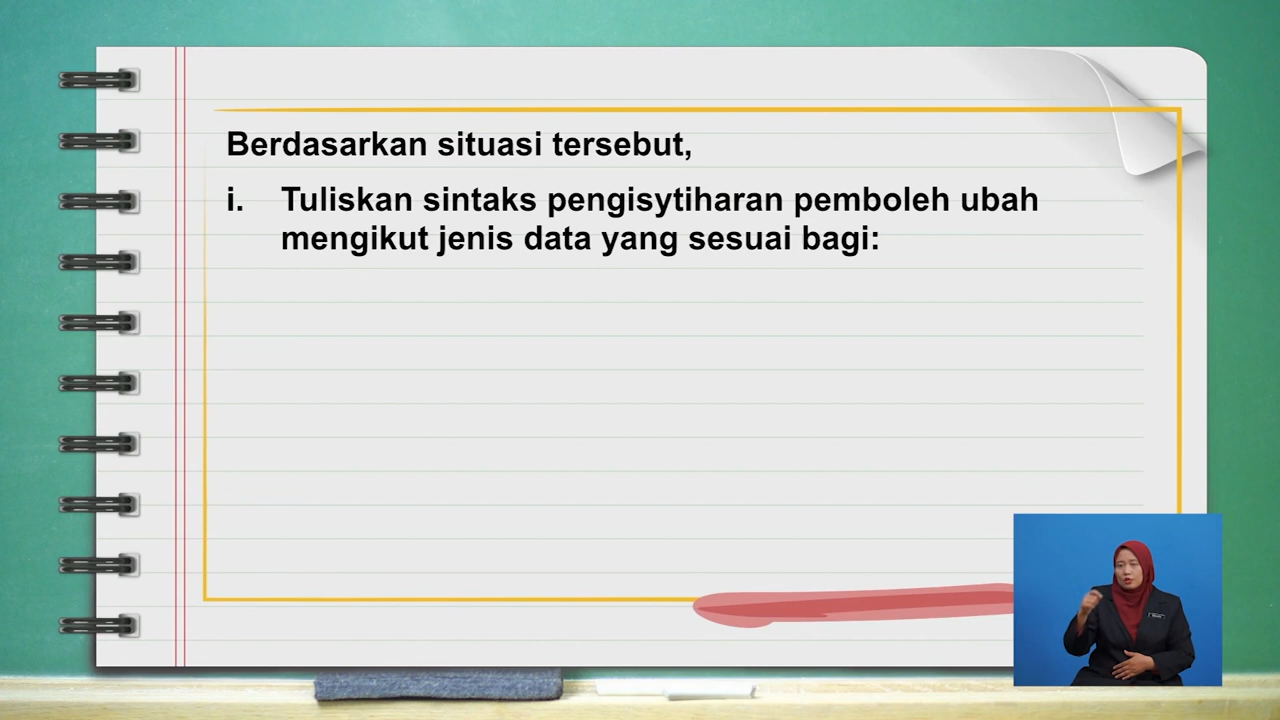 Berdasarkan situasi tersebut,
i. Tuliskan sintaks pengisytiharan pemboleh ubah
mengikut jenis data yang sesuai bagi: